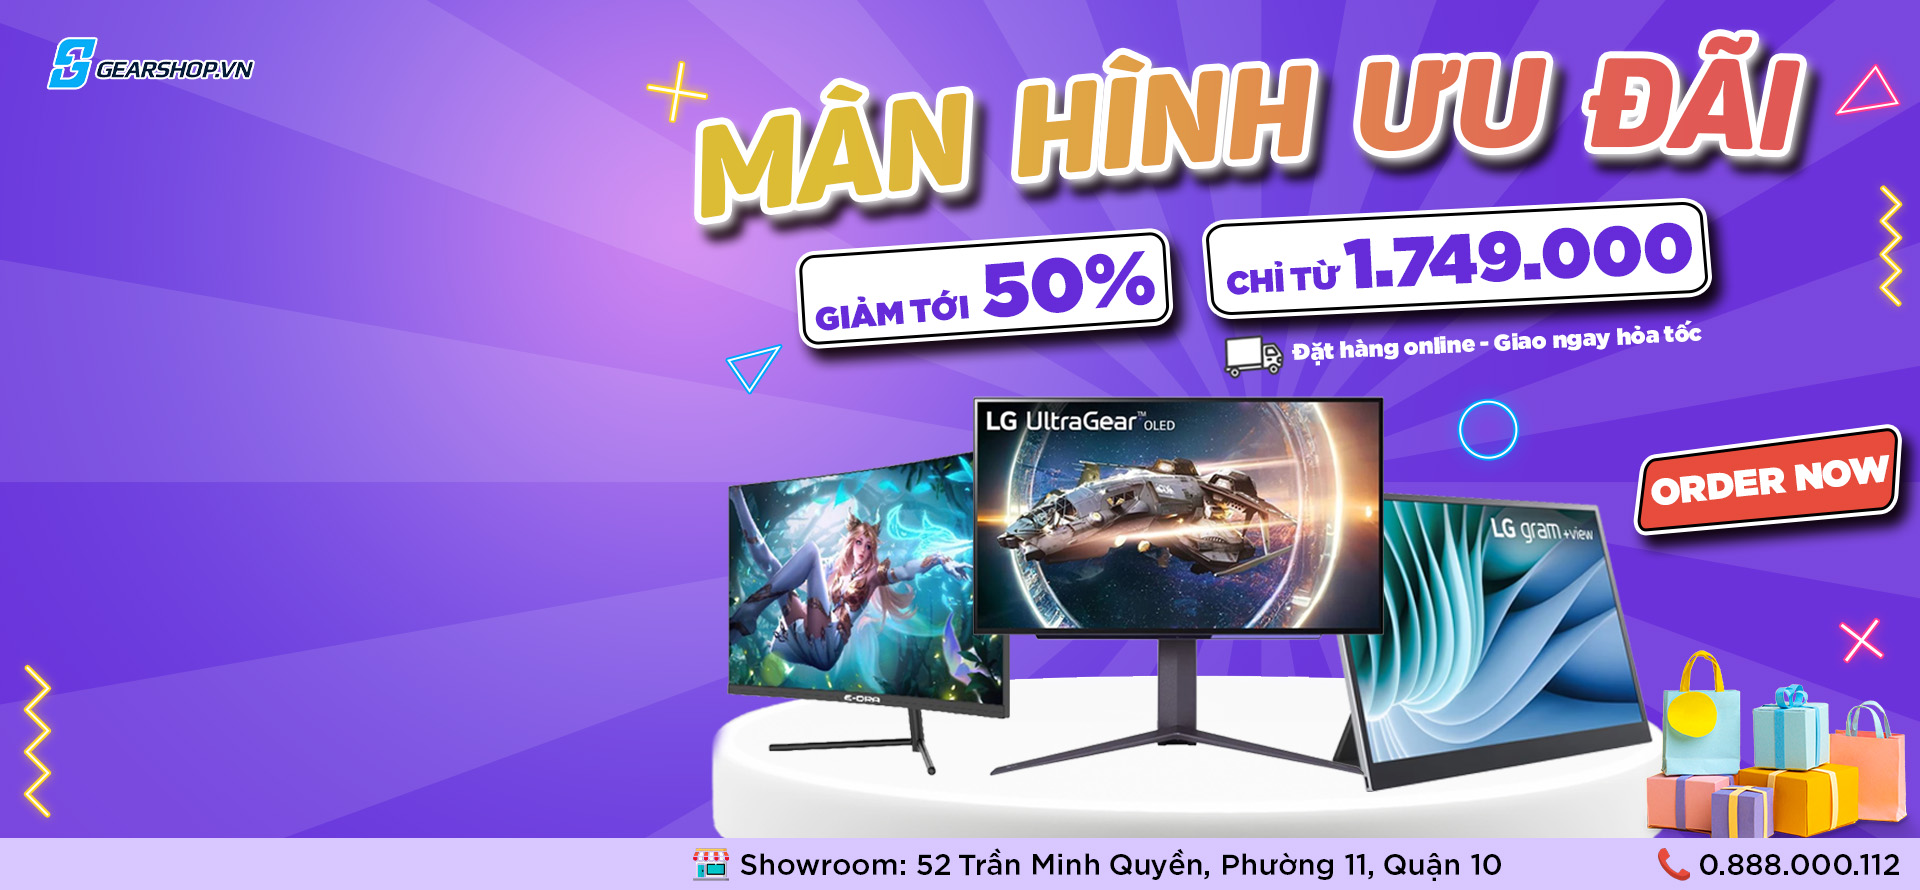 GEARSHOP.VN
MÀN HÌNH ƯU ĐÃI
GIẢM TỚI 50%
CHỈ TỪ 1.749.000
Đặt hàng online - Giao ngay hỏa tốc
LG UltraGear™ OLED
ORDER NOW
LG gram +view
E-DRA
Showroom: 52 Trần Minh Quyền, Phường 11, Quận 10
0.888.000.112